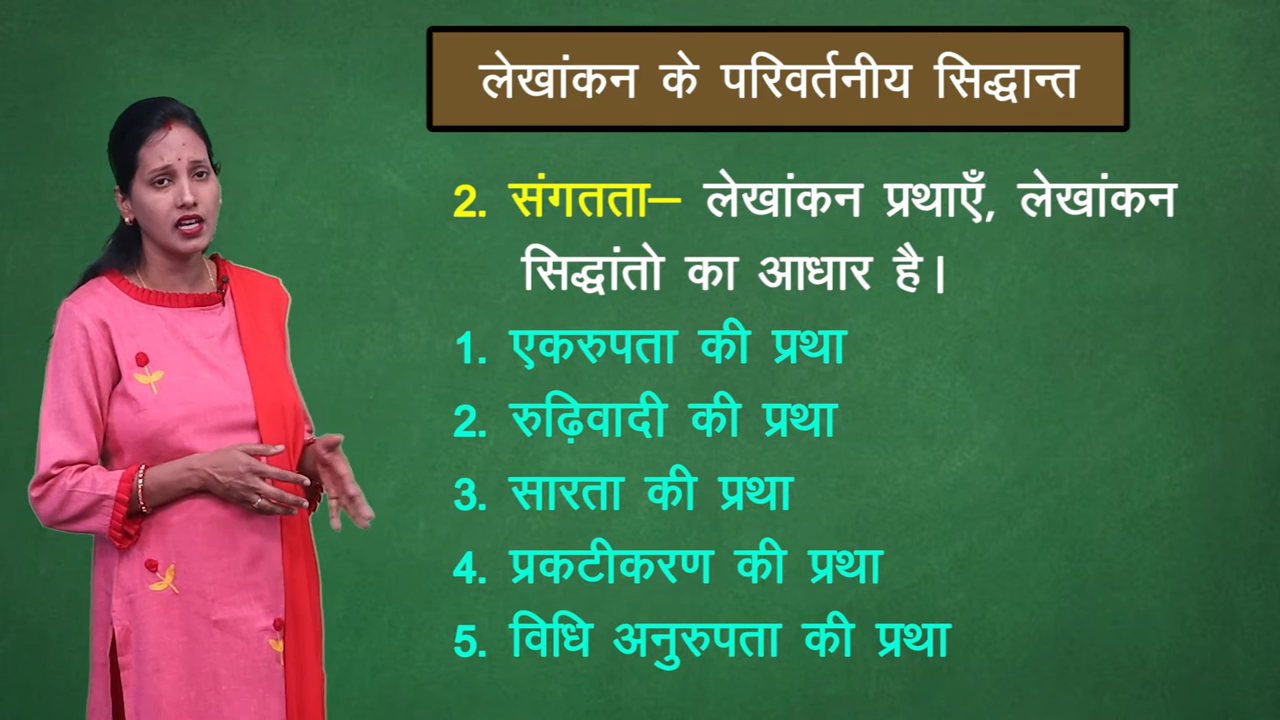 लेखांकन के परिवर्तनीय सिद्धान्त
2. संगतता– लेखांकन प्रथाएँ, लेखांकन
सिद्धांतो का आधार है।
1. एकरुपता की प्रथा
2. रुढ़िवादी की प्रथा
3. सारता की प्रथा
4. प्रकटीकरण की प्रथा
5. विधि अनुरुपता की प्रथा